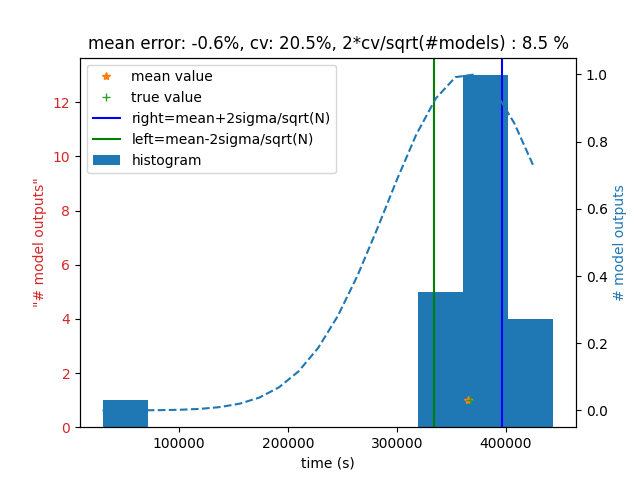 mean error: -0.6%, cv: 20.5%, 2*cv/sqrt(#models) : 8.5 %
mean value
true value
right=mean+2sigma/sqrt(N)
left=mean-2sigma/sqrt(N)
histogram
12
10
8
6
4
2
0
"# model outputs"
1.0
0.8
0.6
0.4
0.2
0.0
# model outputs
100000
200000
300000
400000
time (s)